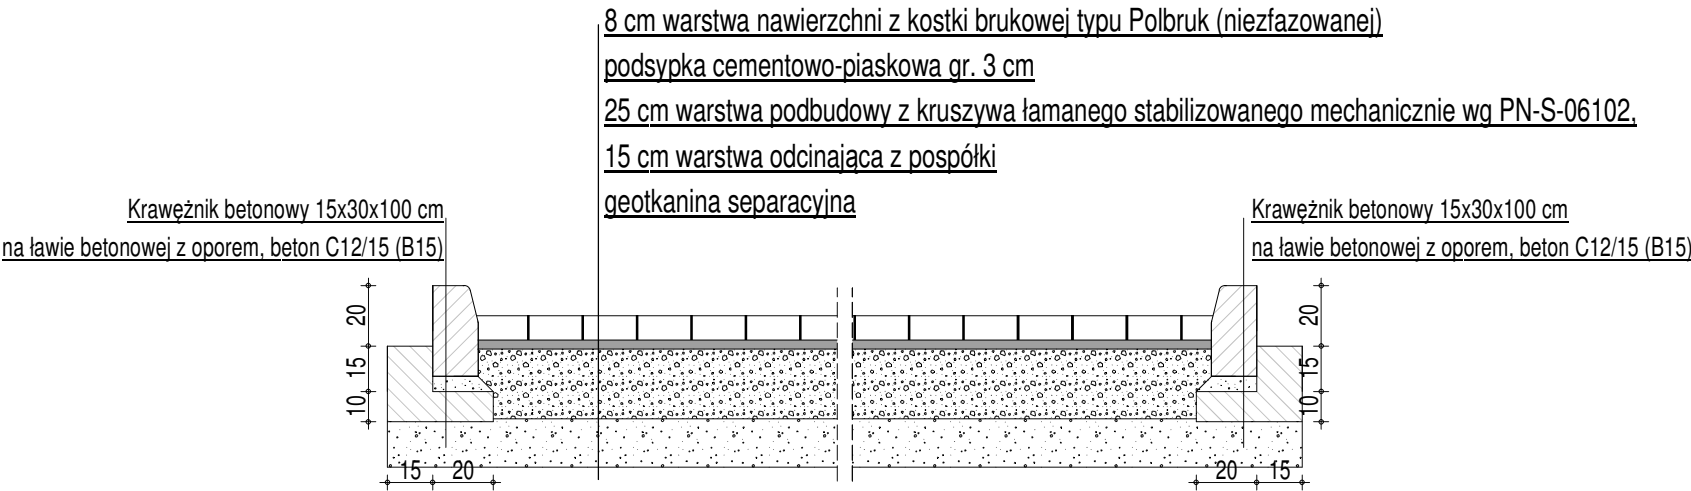 8 cm warstwa nawierzchni z kostki brukowej typu Polbruk (niezfazowanej)
podsypka cementowo-piaskowa gr. 3 cm
25 cm warstwa podbudowy z kruszywa łamanego stabilizowanego mechanicznie wg PN-S-06102,
15 cm warstwa odcinająca z pospółki
geotkanina separacyjna
Krawężnik betonowy 15x30x100 cm
na ławie betonowej z oporem, beton C12/15 (B15)
Krawężnik betonowy 15x30x100 cm
na ławie betonowej z oporem, beton C12/15 (B15)
20
15
10
20
15
10
15 20
20 15